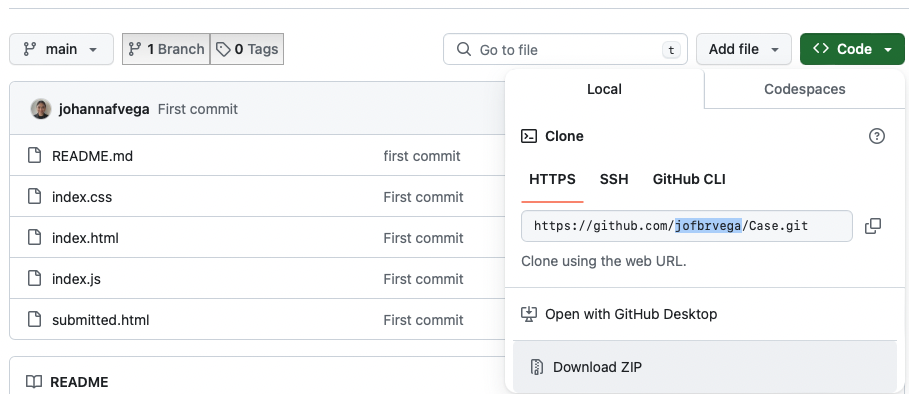 main
1 Branch
0 Tags
Go to file
t
Add file
Code
johannafvega First commit
README.md first commit
index.css First commit
index.html First commit
index.js First commit
submitted.html First commit
README
Local
Codespaces
Clone
HTTPS SSH GitHub CLI
https://github.com/jofbrvega/Case.git
Clone using the web URL.
Open with GitHub Desktop
Download ZIP